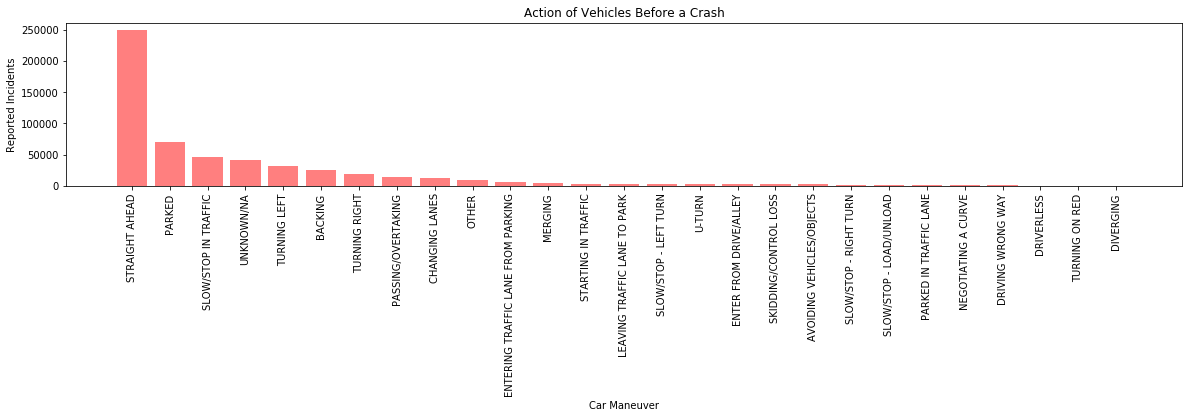 Action of Vehicles Before a Crash
Reported Incidents
250000
200000
150000
100000
50000
0
STRAIGHT AHEAD
PARKED
SLOW/STOP IN TRAFFIC
UNKNOWN/NA
TURNING LEFT
BACKING
TURNING RIGHT
PASSING/OVERTAKING
CHANGING LANES
OTHER
ENTERING TRAFFIC LANE FROM PARKING
MERGING
STARTING IN TRAFFIC
LEAVING TRAFFIC LANE TO PARK
SLOW/STOP - LEFT TURN
U-TURN
ENTER FROM DRIVE/ALLEY
SKIDDING/CONTROL LOSS
AVOIDING VEHICLES/OBJECTS
SLOW/STOP - RIGHT TURN
SLOW/STOP - LOAD/UNLOAD
PARKED IN TRAFFIC LANE
NEGOTIATING A CURVE
DRIVING WRONG WAY
DRIVERLESS
TURNING ON RED
DIVERGING
Car Maneuver